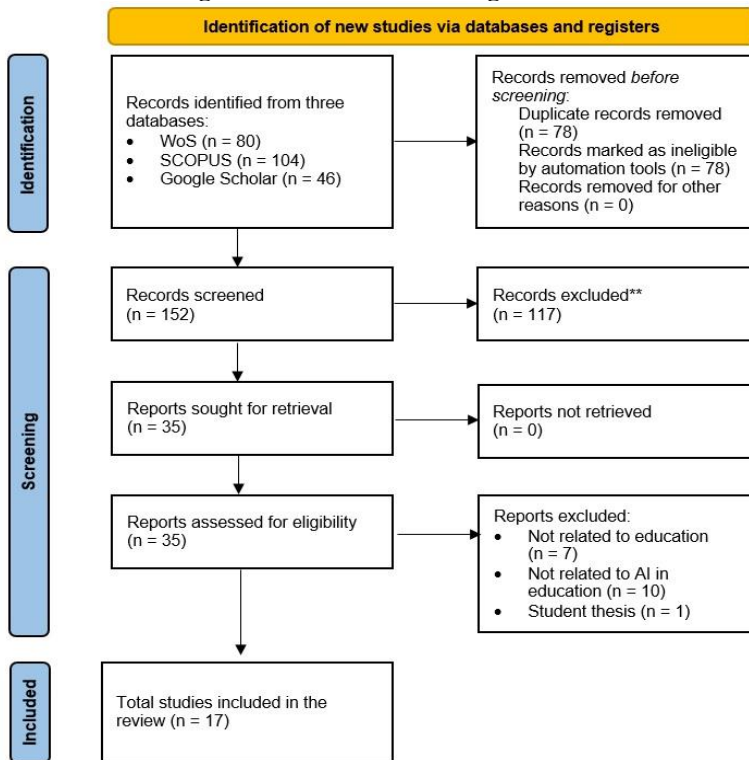 Identification of new studies via databases and registers
Identification
Records identified from three
databases:
• WoS (n = 80)
• SCOPUS (n = 104)
• Google Scholar (n = 46)
Records removed before
screening:
Duplicate records removed
(n = 78)
Records marked as ineligible
by automation tools (n = 78)
Records removed for other
reasons (n = 0)
Screening
Records screened
(n = 152)
Records excluded**
(n = 117)
Reports sought for retrieval
(n = 35)
Reports not retrieved
(n = 0)
Reports assessed for eligibility
(n = 35)
Reports excluded:
• Not related to education
(n = 7)
• Not related to AI in
education (n = 10)
• Student thesis (n = 1)
Included
Total studies included in the
review (n = 17)